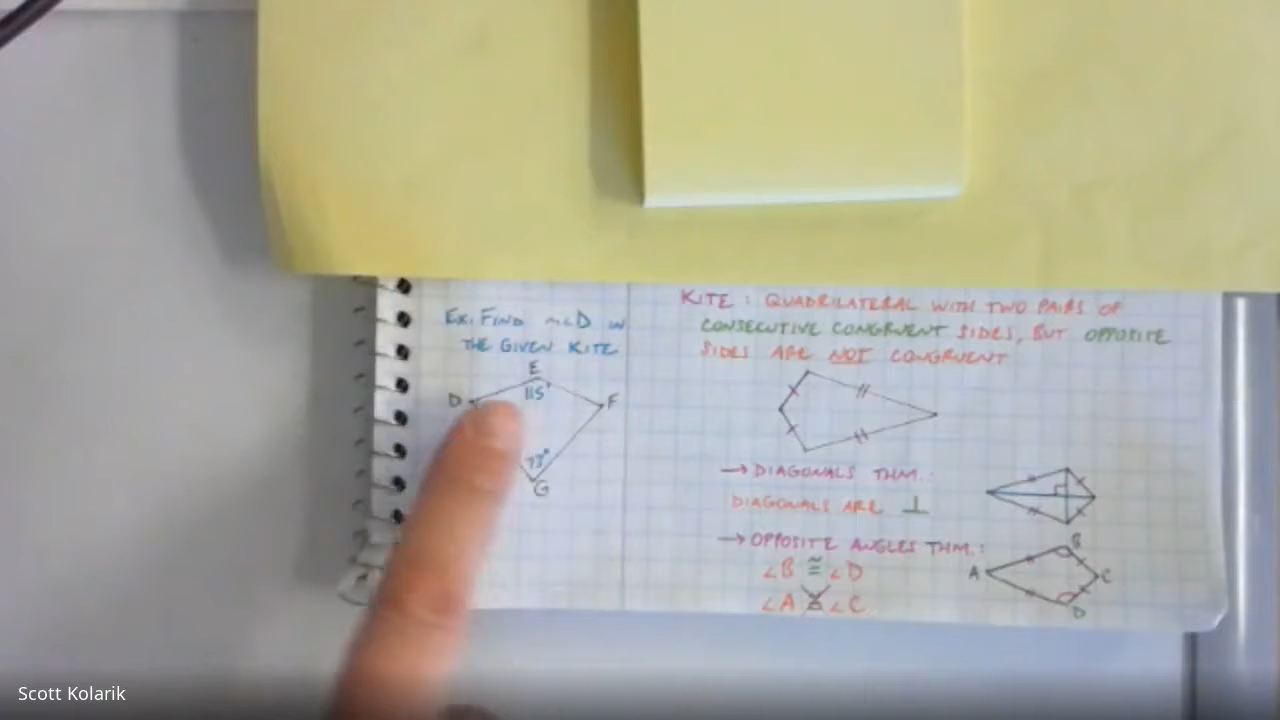 Ex. FIND m∠D IN
THE GIVEN KITE
E
115°
D
F
73°
G
KITE: QUADRILATERAL WITH TWO PAIRS OF
CONSECUTIVE CONGRUENT SIDES, BUT OPPOSITE
SIDES ARE NOT CONGRUENT
→ DIAGONALS THM.:
DIAGONALS ARE ⊥
→ OPPOSITE ANGLES THM.:
∠B ≅ ∠D
∠A ≇ ∠C
B
A
C
D
Scott Kolarik